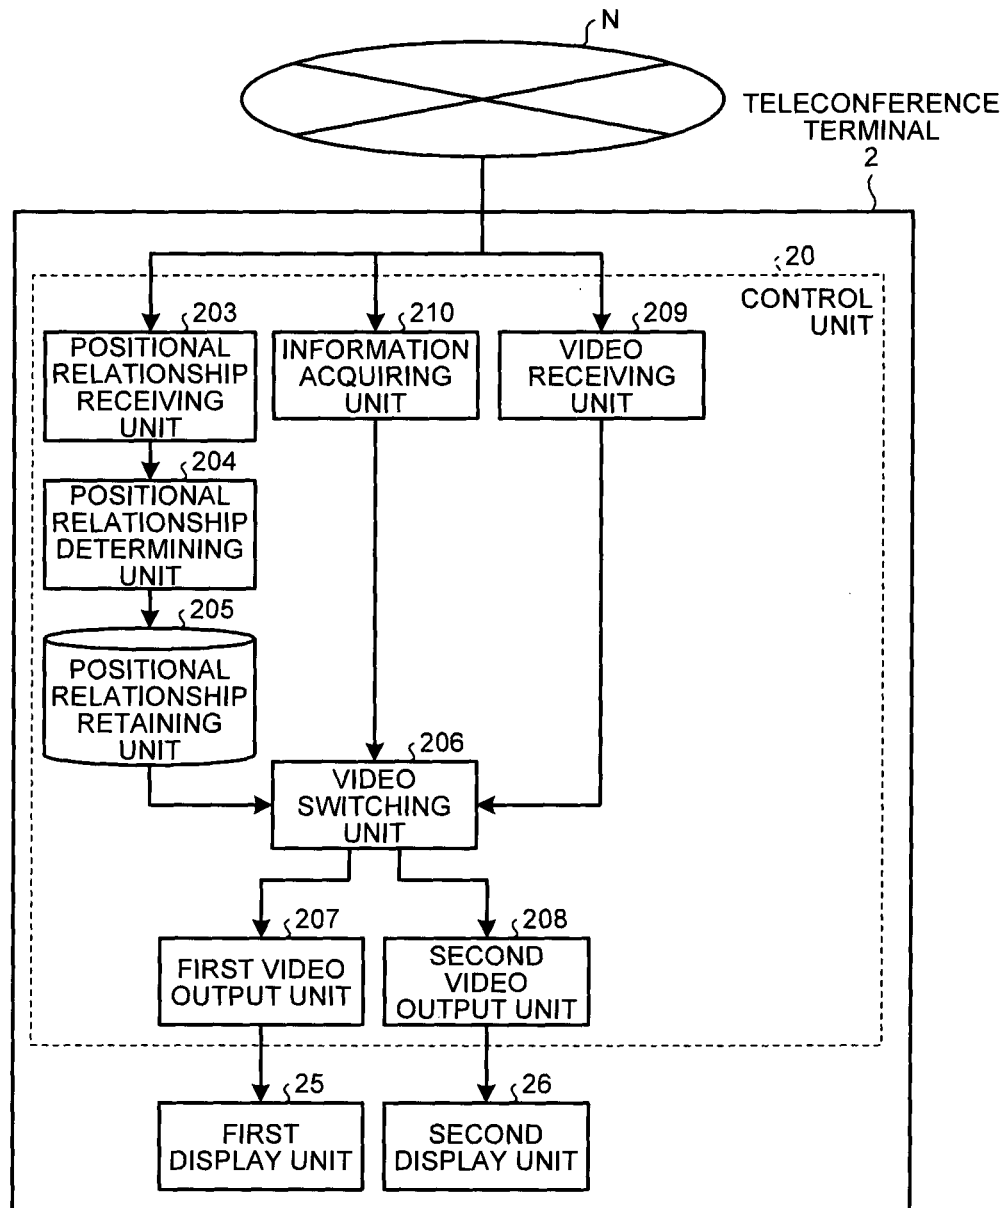 N
TELECONFERENCE
TERMINAL
2
20
CONTROL
UNIT
203
POSITIONAL
RELATIONSHIP
RECEIVING
UNIT
210
INFORMATION
ACQUIRING
UNIT
209
VIDEO
RECEIVING
UNIT
204
POSITIONAL
RELATIONSHIP
DETERMINING
UNIT
205
POSITIONAL
RELATIONSHIP
RETAINING
UNIT
206
VIDEO
SWITCHING
UNIT
207
FIRST VIDEO
OUTPUT UNIT
208
SECOND
VIDEO
OUTPUT UNIT
25
FIRST
DISPLAY UNIT
26
SECOND
DISPLAY UNIT